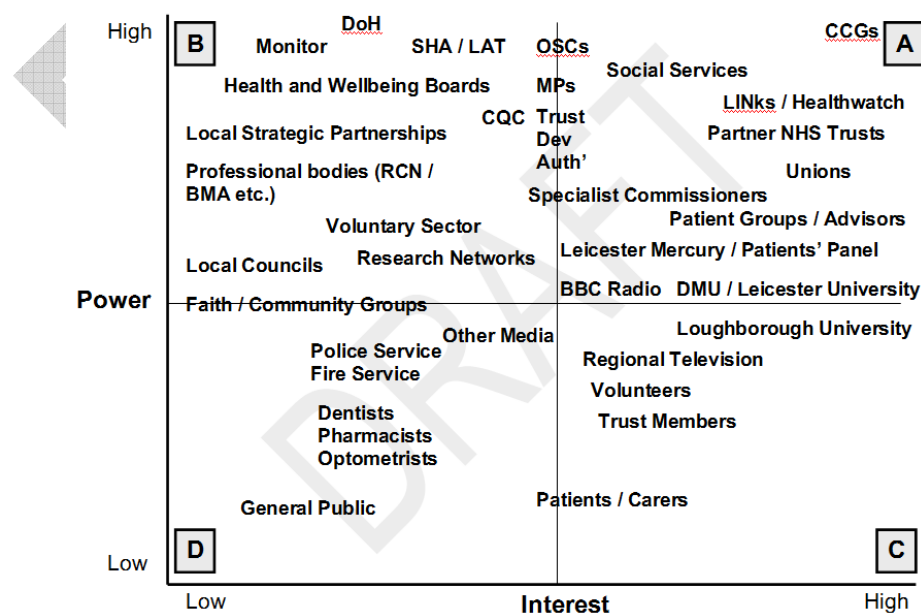 DoH
High
B
Monitor
SHA / LAT
OSCs
CCGs
A
Social Services
Health and Wellbeing Boards
MPs
LINks / Healthwatch
CQC
Trust
Dev
Auth'
Local Strategic Partnerships
Partner NHS Trusts
Professional bodies (RCN /
BMA etc.)
Unions
Specialist Commissioners
Patient Groups / Advisors
Voluntary Sector
Leicester Mercury / Patients' Panel
Research Networks
Local Councils
BBC Radio
DMU / Leicester University
Power
Faith / Community Groups
Loughborough University
Other Media
Police Service
Fire Service
Regional Television
Volunteers
Dentists
Pharmacists
Optometrists
Trust Members
Patients / Carers
General Public
D
C
Low
Low
Interest
High
DRAFT